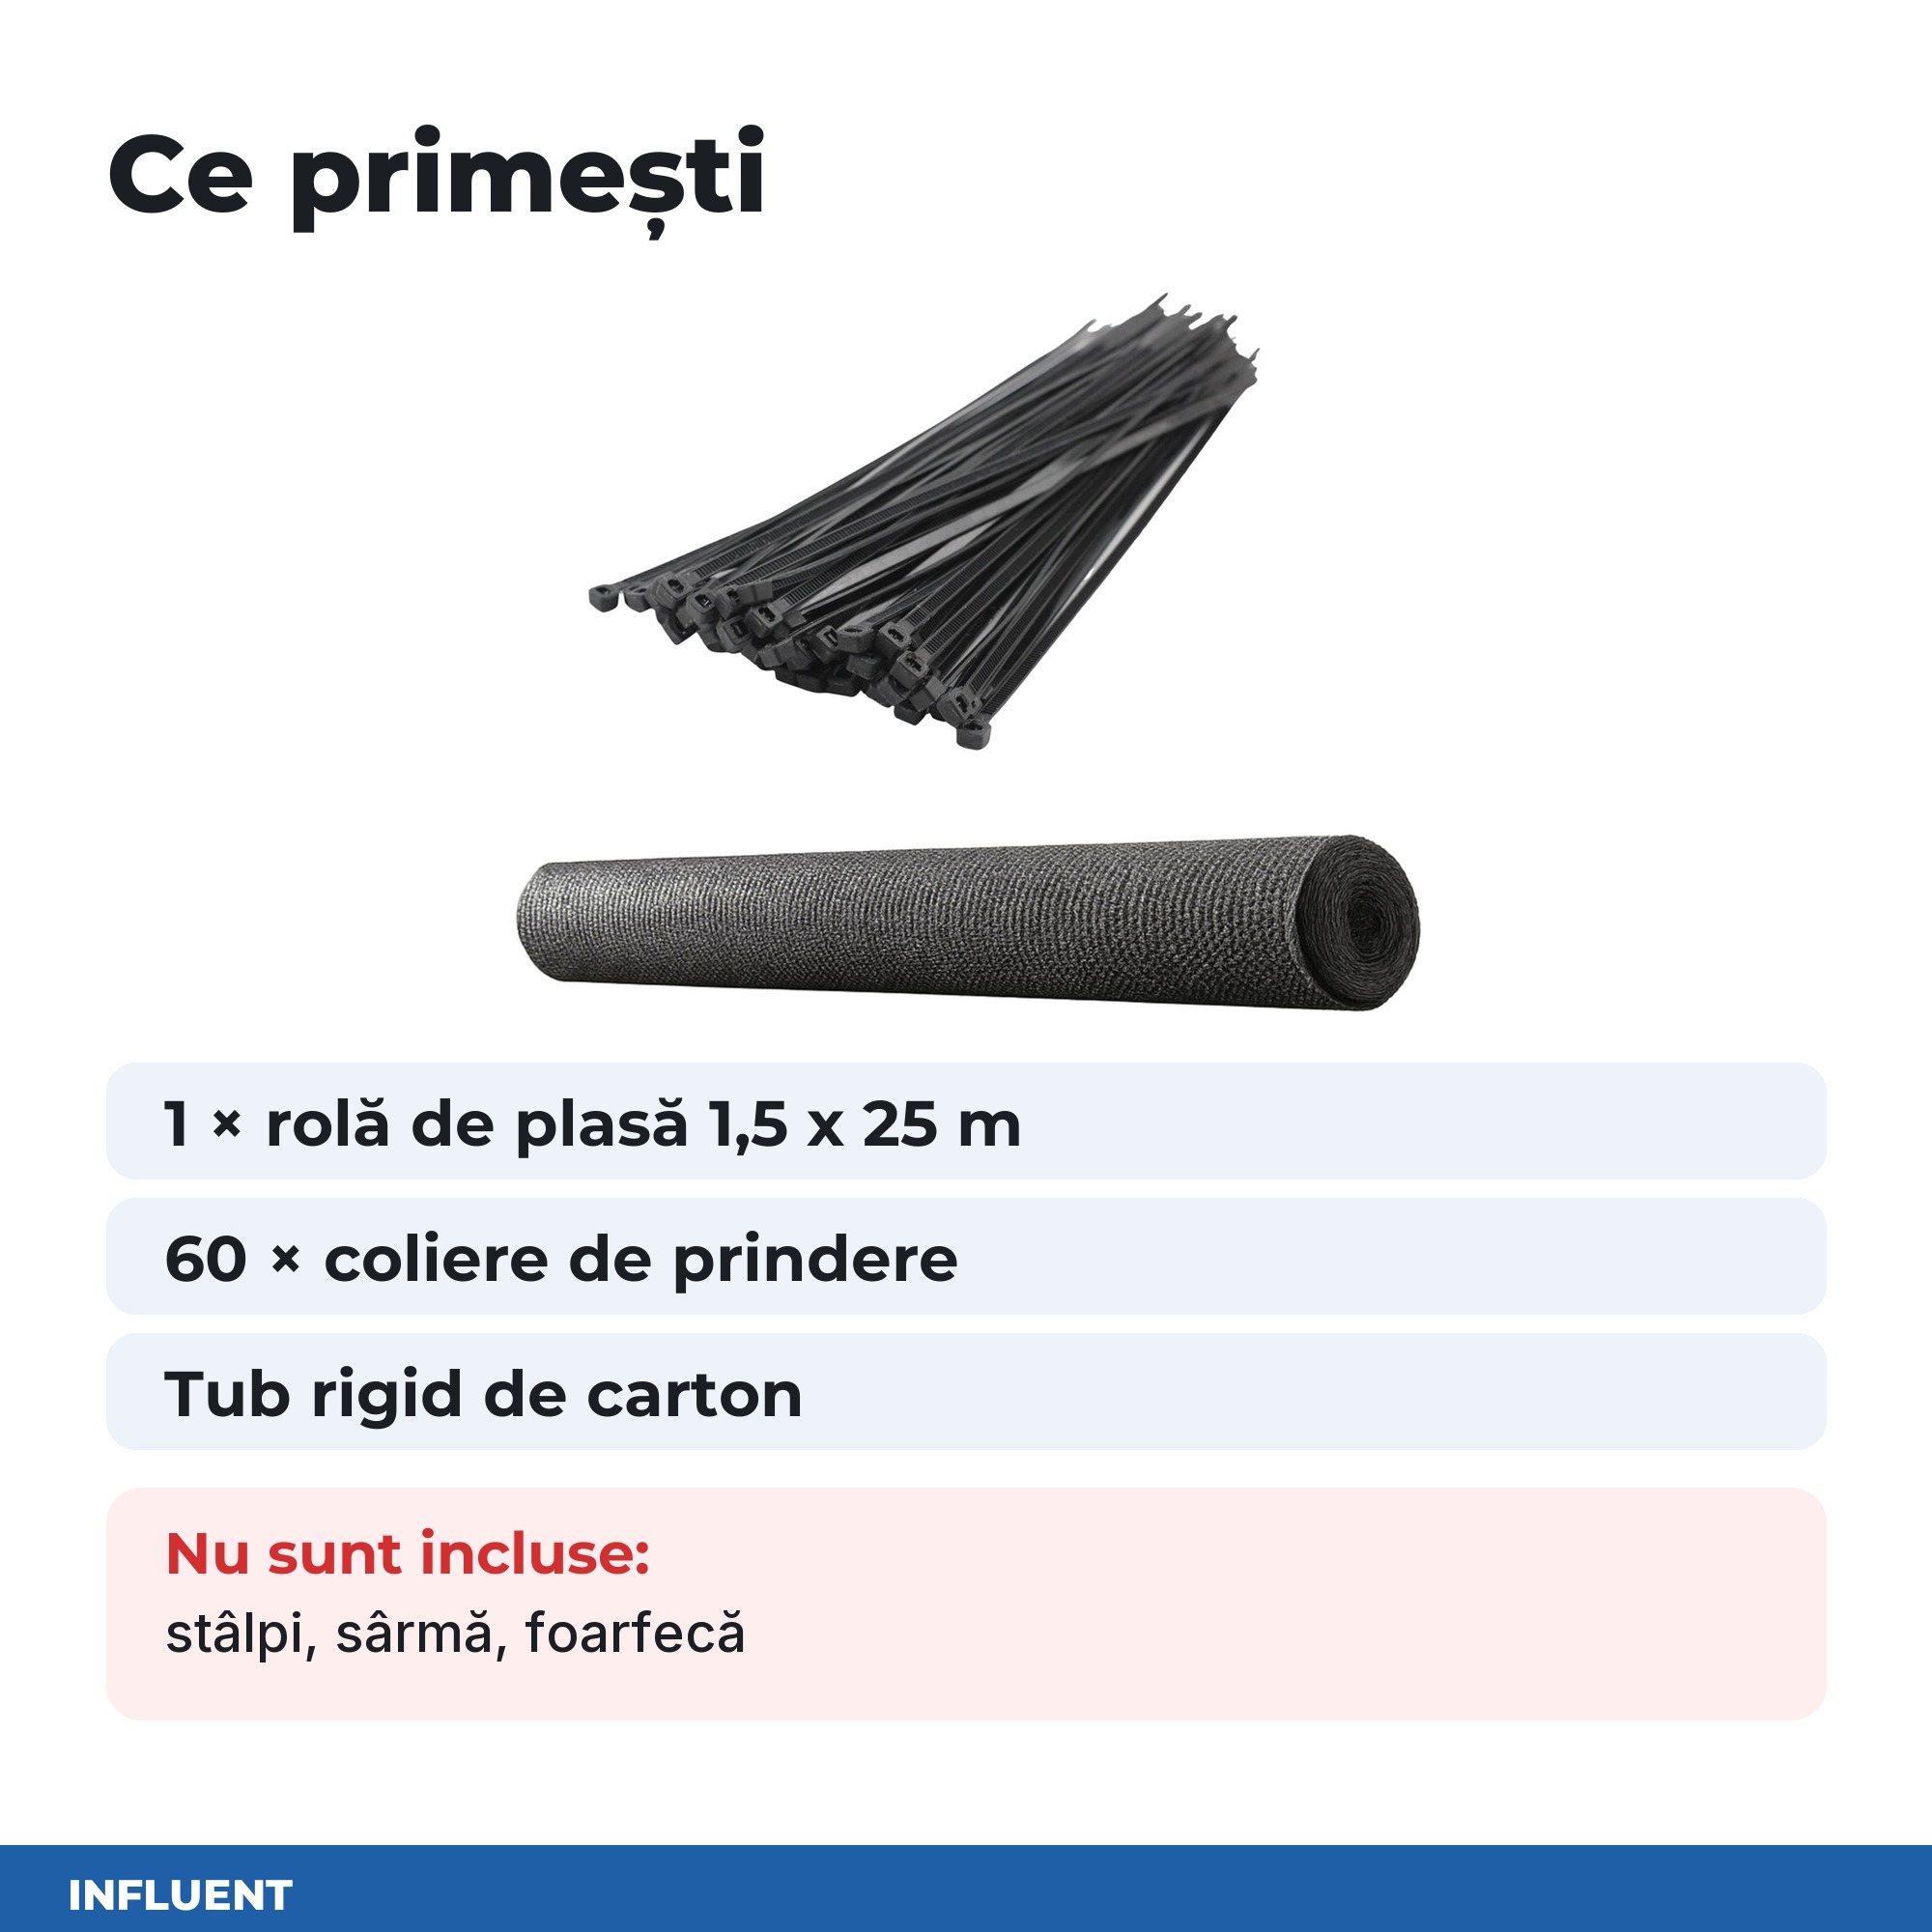 Ce primești
1 × rolă de plasă 1,5 x 25 m
60 × coliere de prindere
Tub rigid de carton
Nu sunt incluse:
stâlpi, sârmă, foarfecă
INFLUENT